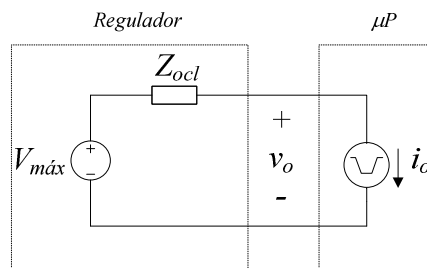 Regulador
μP
Z_ocl
+
V_máx
+
−
v_o
-
i_o